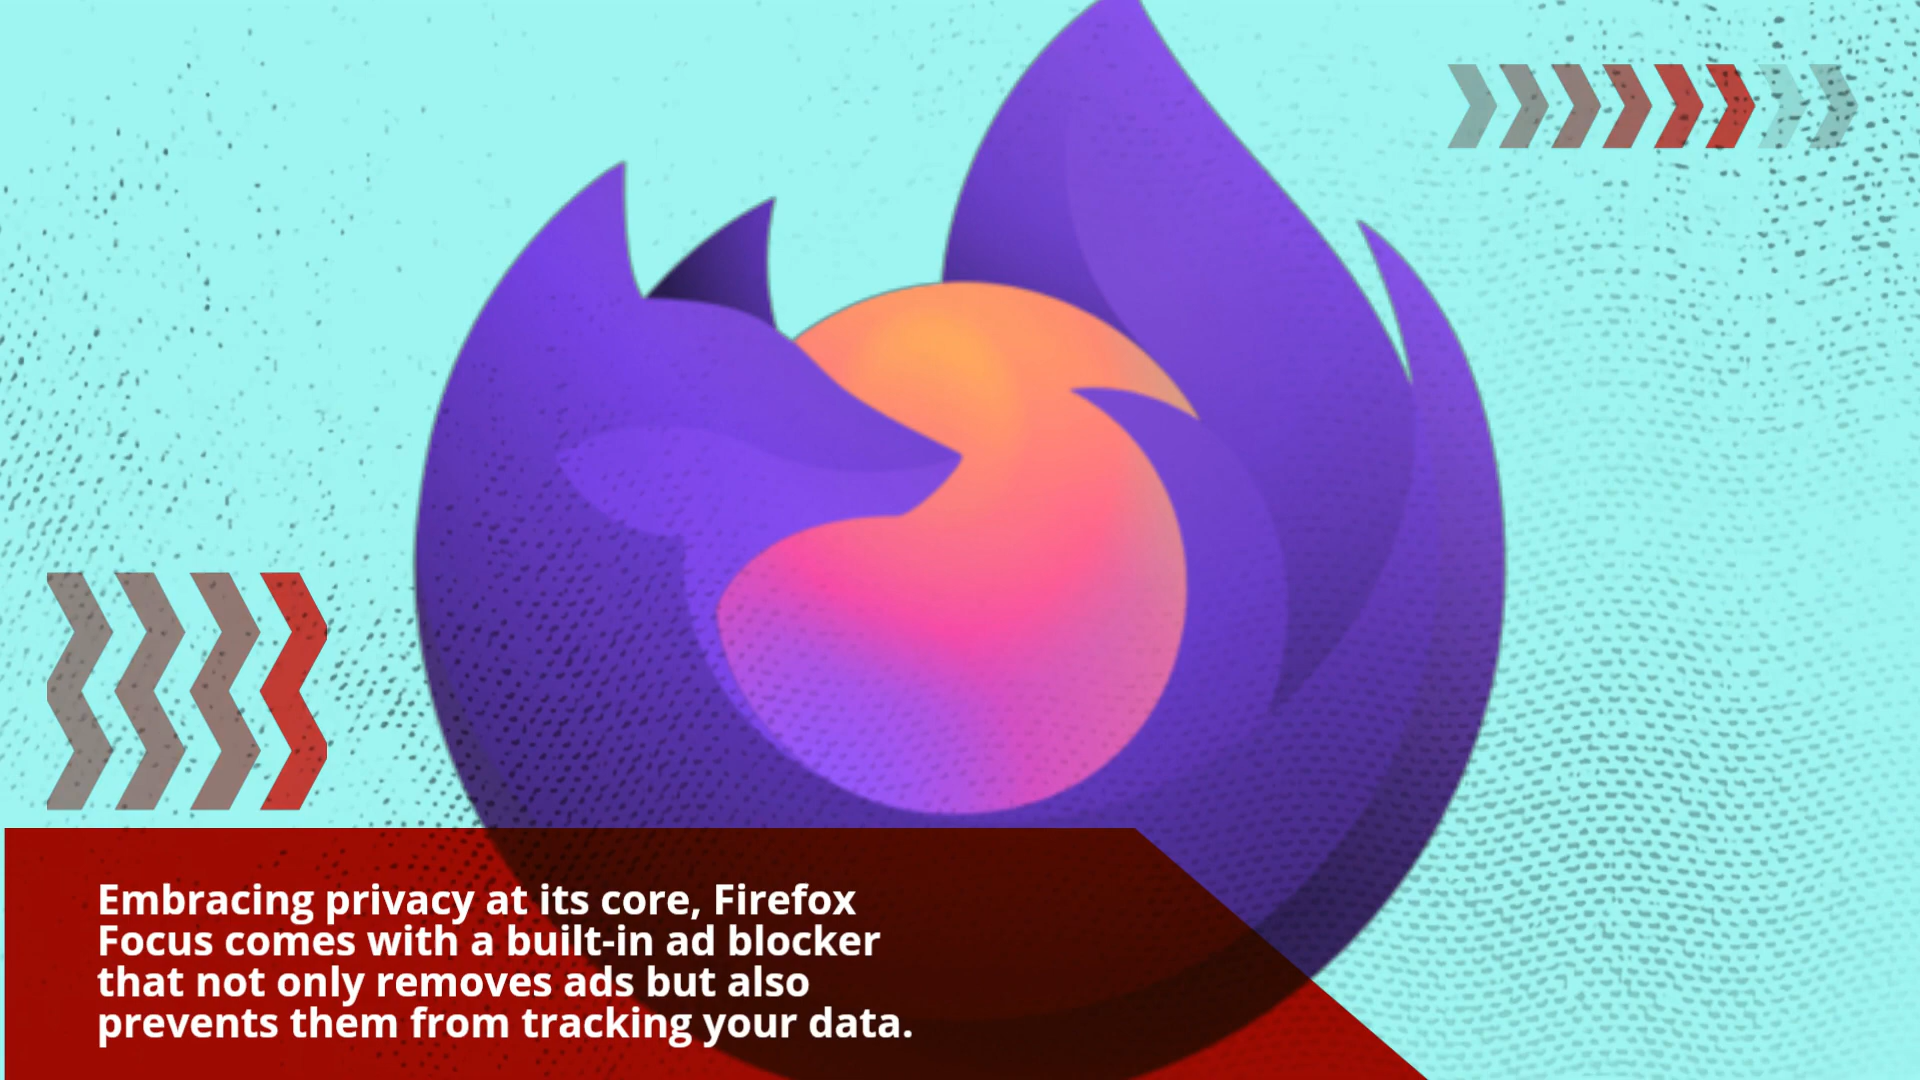 Embracing privacy at its core, Firefox
Focus comes with a built-in ad blocker
that not only removes ads but also
prevents them from tracking your data.